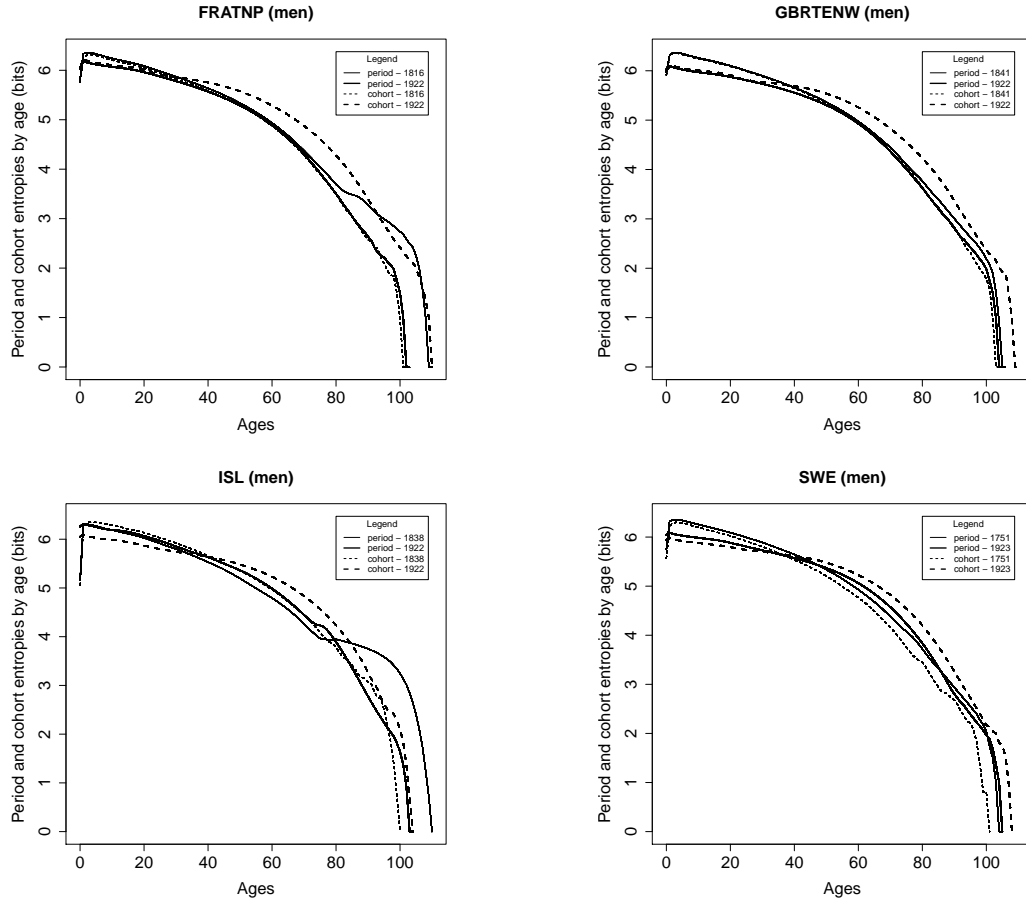 FRATNP (men)
Period and cohort entropies by age (bits)
6
5
4
3
2
1
0
0 20 40 60 80 100
Ages
Legend
period − 1816
period − 1922
cohort − 1816
cohort − 1922
GBRTENW (men)
Period and cohort entropies by age (bits)
6
5
4
3
2
1
0
0 20 40 60 80 100
Ages
Legend
period − 1841
period − 1922
cohort − 1841
cohort − 1922
ISL (men)
Period and cohort entropies by age (bits)
6
5
4
3
2
1
0
0 20 40 60 80 100
Ages
Legend
period − 1838
period − 1922
cohort − 1838
cohort − 1922
SWE (men)
Period and cohort entropies by age (bits)
6
5
4
3
2
1
0
0 20 40 60 80 100
Ages
Legend
period − 1751
period − 1923
cohort − 1751
cohort − 1923